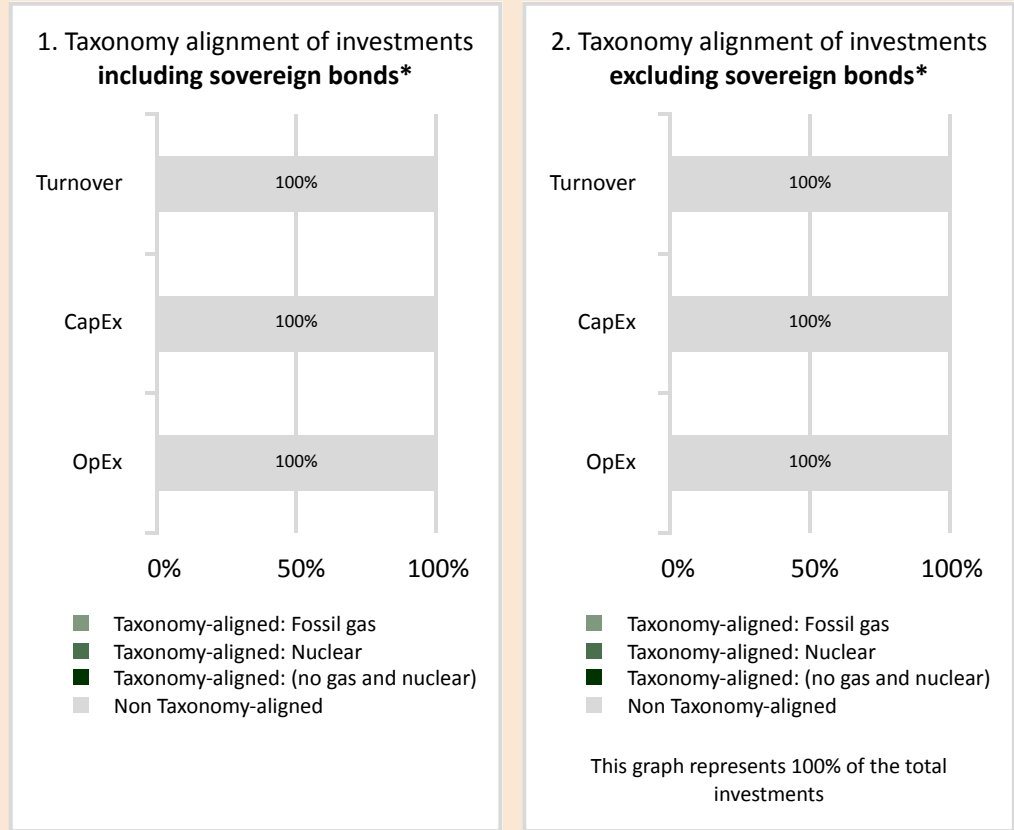 1. Taxonomy alignment of investments
including sovereign bonds*
Turnover
100%
CapEx
100%
OpEx
100%
0% 50% 100%
Taxonomy-aligned: Fossil gas
Taxonomy-aligned: Nuclear
Taxonomy-aligned: (no gas and nuclear)
Non Taxonomy-aligned
2. Taxonomy alignment of investments
excluding sovereign bonds*
Turnover
100%
CapEx
100%
OpEx
100%
0% 50% 100%
Taxonomy-aligned: Fossil gas
Taxonomy-aligned: Nuclear
Taxonomy-aligned: (no gas and nuclear)
Non Taxonomy-aligned
This graph represents 100% of the total
investments